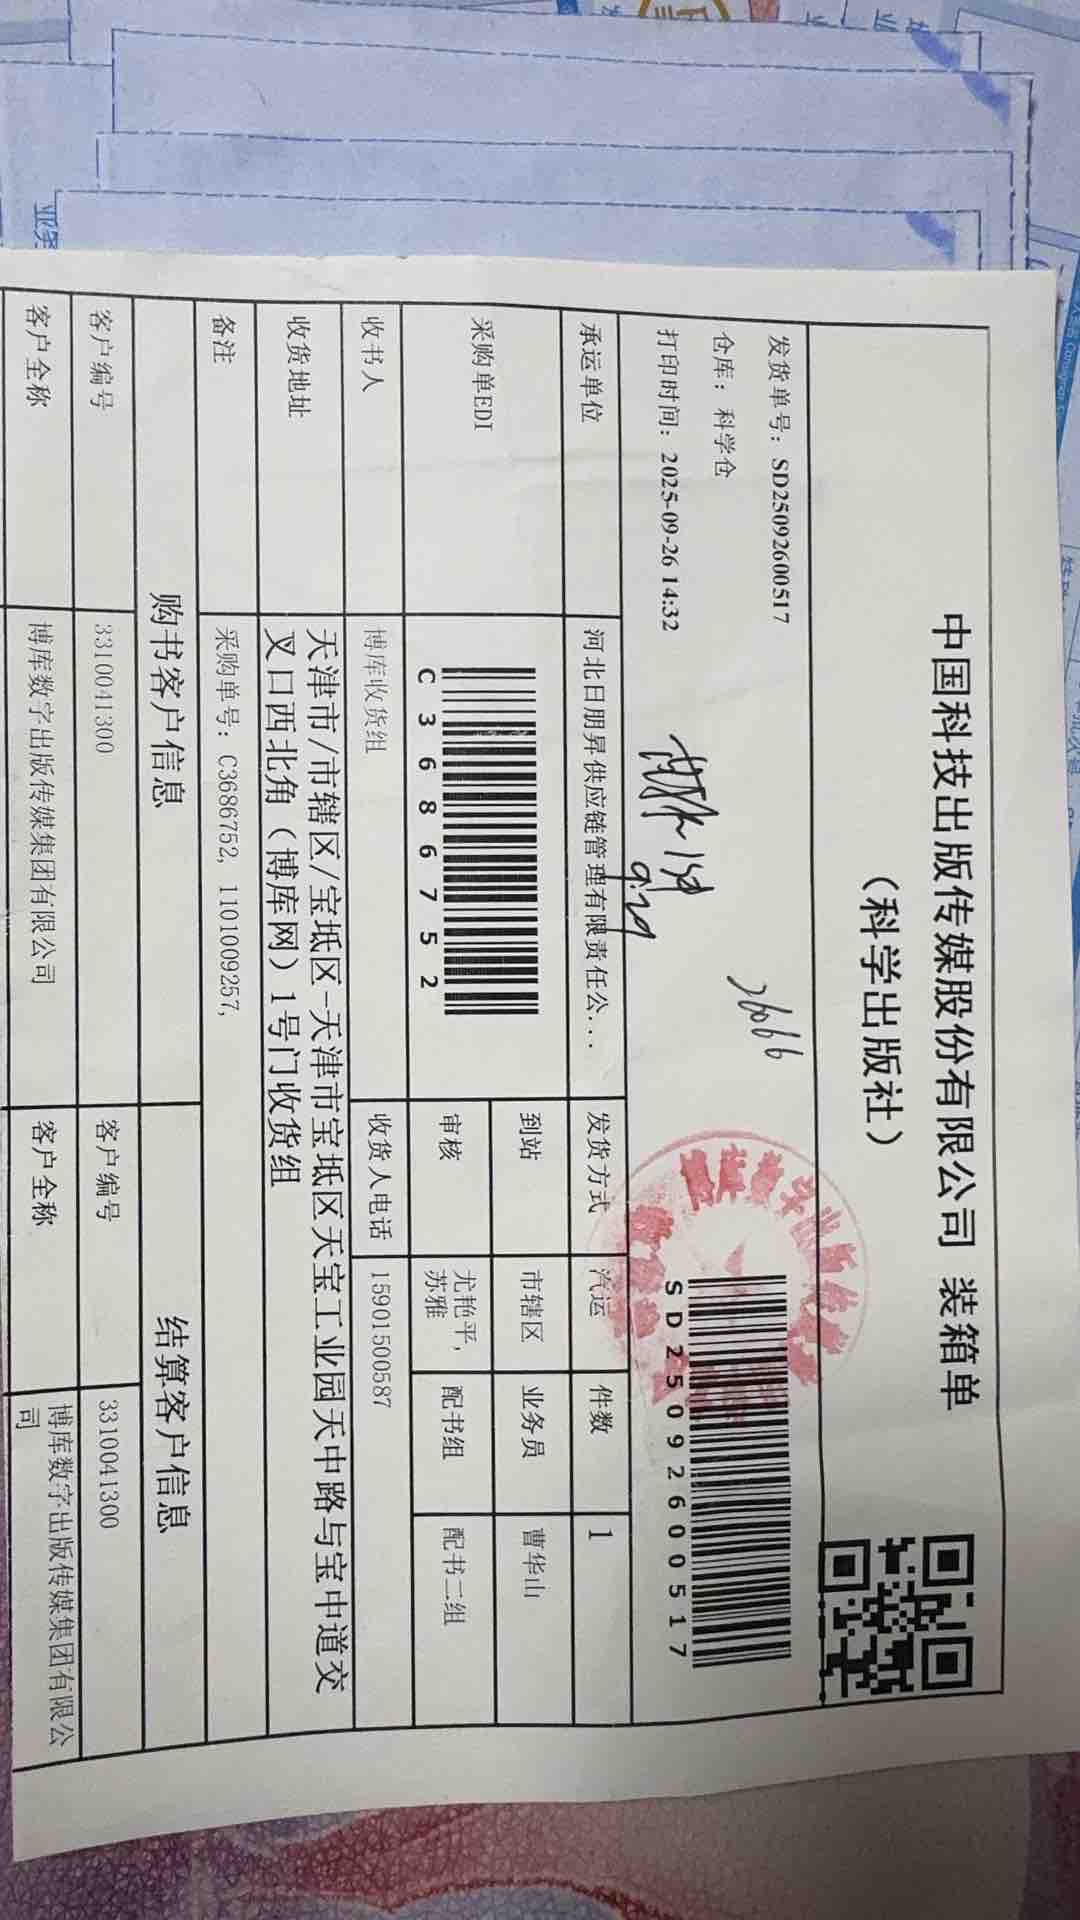 中国科技出版传媒股份有限公司 装箱单
（科学出版社）
发货单号：SD25092600517
仓库：科学仓
打印时间：2025-09-26 14:32
SD25092600517
承运单位 河北日朋昇供应链管理有限责任公... 发货方式 汽运 件数 1
采购单EDI C3686752 到站 市辖区 业务员 曹华山
审核 尤艳平，苏雅 配书组 配书二组
收书人 博库收货组 收货人电话 15901500587
收货地址 天津市/市辖区/宝坻区-天津市宝坻区天宝工业园天中路与宝中道交
叉口西北角（博库网）1号门收货组
备注 采购单号：C3686752, 1101009257,
购书客户信息 结算客户信息
客户编号 3310041300 客户编号 3310041300
客户全称 博库数字出版传媒集团有限公司 客户全称 博库数字出版传媒集团有限公
司
业务